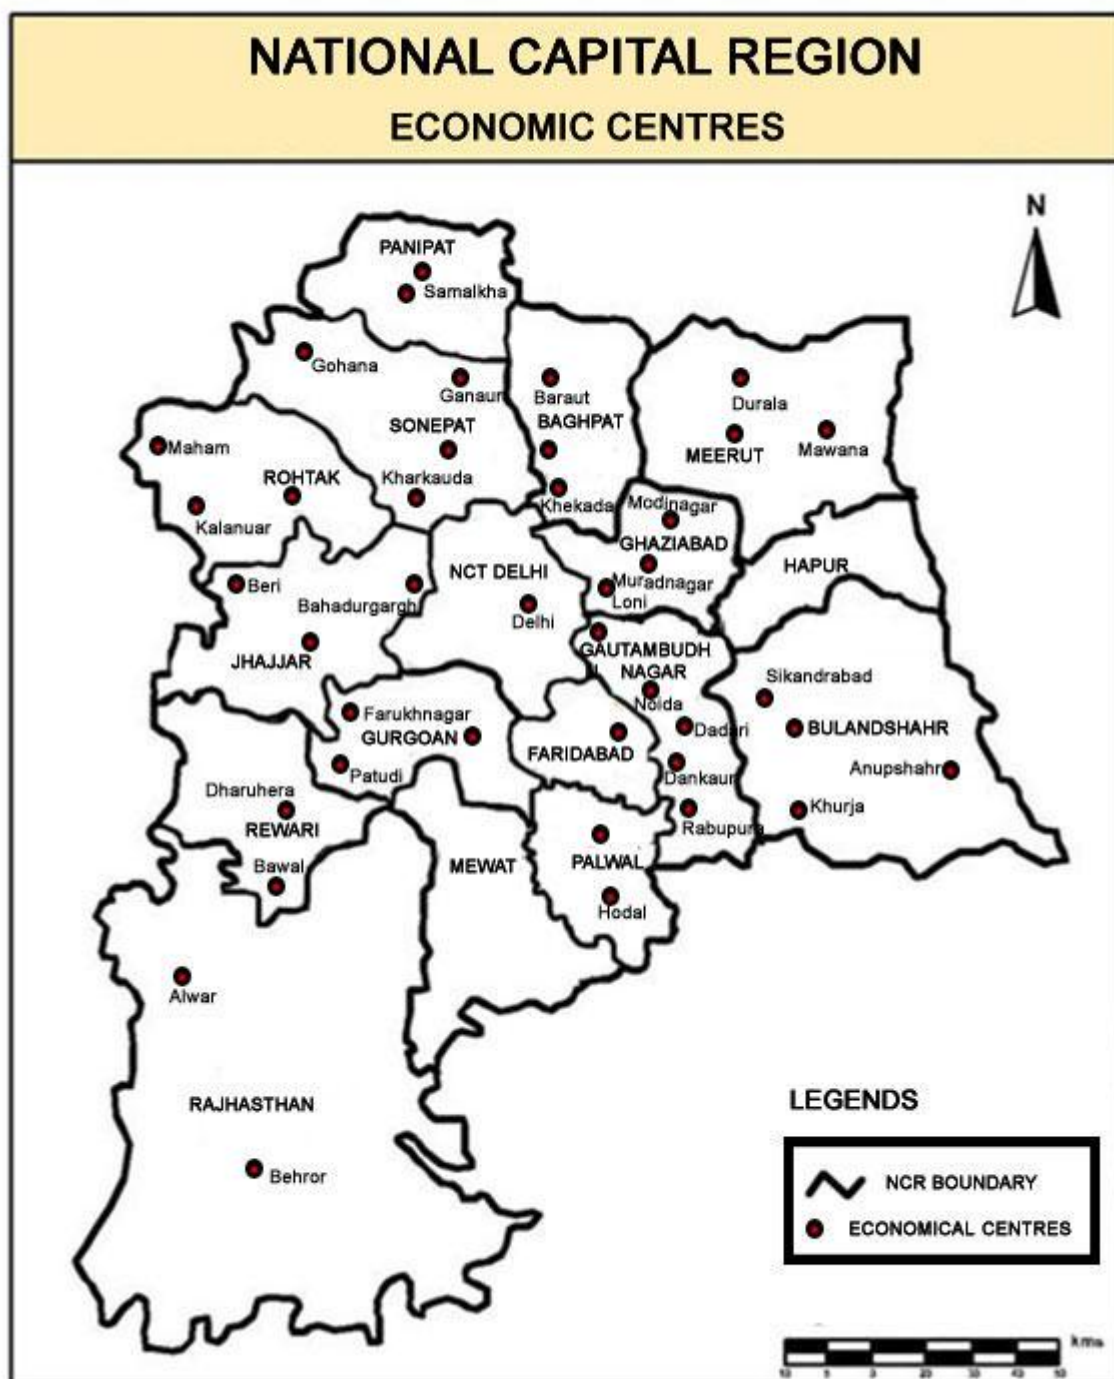 NATIONAL CAPITAL REGION
ECONOMIC CENTRES
N
PANIPAT
Samalkha
Gohana
Ganaur
Baraut
Durala
SONEPAT
BAGHPAT
Maham
MEERUT
Mawana
ROHTAK
Kharkauda
Khekada
Modinagar
Kalanuar
GHAZIABAD
HAPUR
NCT DELHI
Beri
Bahadurgargh
Muradnagar
Loni
Delhi
GAUTAMBUDH
NAGAR
JHAJJAR
Sikandrabad
Noida
Farukhnagar
GURGOAN
Dadari
BULANDSHAHR
FARIDABAD
Patudi
Dankaur
Anupshahr
Dharuhera
REWARI
Rabupura
Khurja
Bawal
MEWAT
PALWAL
Hodal
Alwar
RAJHASTHAN
Behror
LEGENDS
NCR BOUNDARY
ECONOMICAL CENTRES
kms